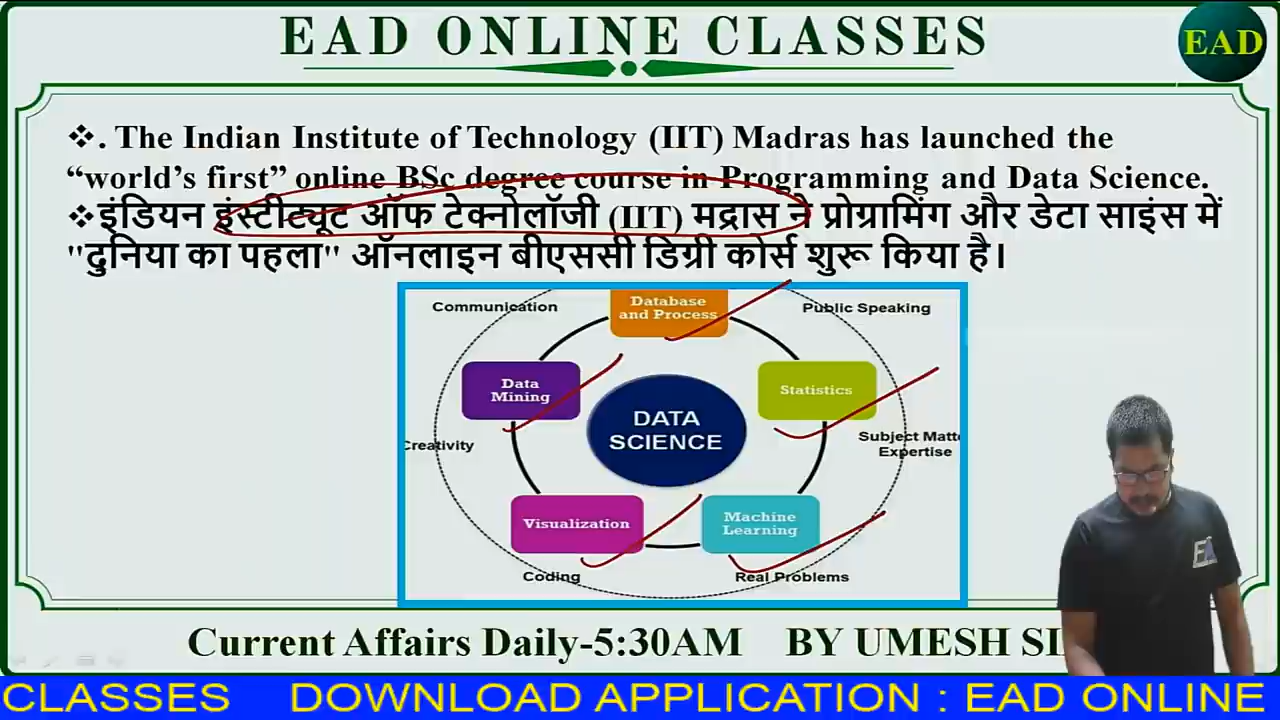 EAD ONLINE CLASSES
EAD
❖. The Indian Institute of Technology (IIT) Madras has launched the
“world’s first” online BSc degree course in Programming and Data Science.
❖इंडियन इंस्टीट्यूट ऑफ टेक्नोलॉजी (IIT) मद्रास ने प्रोग्रामिंग और डेटा साइंस में
"दुनिया का पहला" ऑनलाइन बीएससी डिग्री कोर्स शुरू किया है।
Communication
Database
and Process
Public Speaking
Data
Mining
Statistics
DATA
SCIENCE
Creativity
Subject Matt
Expertise
Visualization
Machine
Learning
Coding
Real Problems
Current Affairs Daily-5:30AM BY UMESH
CLASSES DOWNLOAD APPLICATION : EAD ONLINE